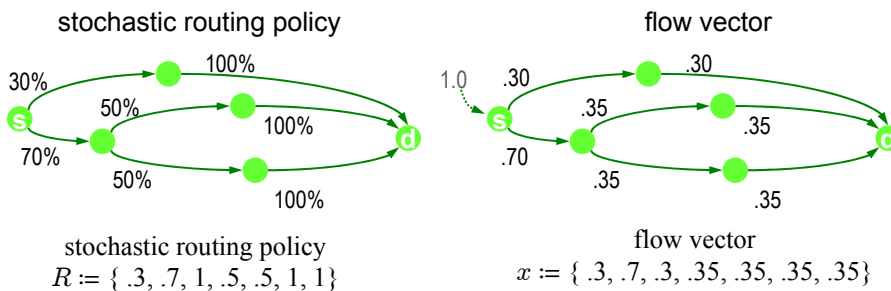 stochastic routing policy
30%
100%
50%
100%
s
d
70%
50%
100%
stochastic routing policy
R := { .3, .7, 1, .5, .5, 1, 1}
flow vector
1.0
.30
.30
.35
.35
s
d
.70
.35
.35
flow vector
x := { .3, .7, .3, .35, .35, .35, .35}